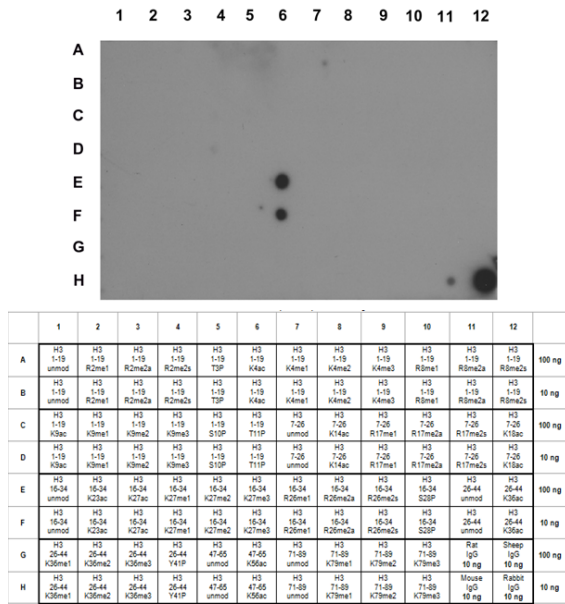 1 2 3 4 5 6 7 8 9 10 11 12
A
B
C
D
E
F
G
H
1 2 3 4 5 6 7 8 9 10 11 12
H3 H3 H3 H3 H3 H3 H3 H3 H3 H3 H3 H3
A 1-19 1-19 1-19 1-19 1-19 1-19 1-19 1-19 1-19 1-19 1-19 1-19 100 ng
unmod R2me1 R2me2a R2me2s T3P K4ac K4me1 K4me2 K4me3 R8me1 R8me2a R8me2s
H3 H3 H3 H3 H3 H3 H3 H3 H3 H3 H3 H3
B 1-19 1-19 1-19 1-19 1-19 1-19 1-19 1-19 1-19 1-19 1-19 1-19 10 ng
unmod R2me1 R2me2a R2me2s T3P K4ac K4me1 K4me2 K4me3 R8me1 R8me2a R8me2s
H3 H3 H3 H3 H3 H3 H3 H3 H3 H3 H3 H3
C 1-19 1-19 1-19 1-19 1-19 1-19 7-26 7-26 7-26 7-26 7-26 7-26 100 ng
K9ac K9me1 K9me2 K9me3 S10P T11P unmod K14ac R17me1 R17me2a R17me2s K18ac
H3 H3 H3 H3 H3 H3 H3 H3 H3 H3 H3 H3
D 1-19 1-19 1-19 1-19 1-19 1-19 7-26 7-26 7-26 7-26 7-26 7-26 10 ng
K9ac K9me1 K9me2 K9me3 S10P T11P unmod K14ac R17me1 R17me2a R17me2s K18ac
H3 H3 H3 H3 H3 H3 H3 H3 H3 H3 H3 H3
E 16-34 16-34 16-34 16-34 16-34 16-34 16-34 16-34 16-34 16-34 26-44 26-44 100 ng
unmod K23ac K27ac K27me1 K27me2 K27me3 R26me1 R26me2a R26me2s S28P unmod K36ac
H3 H3 H3 H3 H3 H3 H3 H3 H3 H3 H3 H3
F 16-34 16-34 16-34 16-34 16-34 16-34 16-34 16-34 16-34 16-34 26-44 26-44 10 ng
unmod K23ac K27ac K27me1 K27me2 K27me3 R26me1 R26me2a R26me2s S28P unmod K36ac
H3 H3 H3 H3 H3 H3 H3 H3 H3 H3 Rat Sheep
G 26-44 26-44 26-44 26-44 47-65 47-65 71-89 71-89 71-89 71-89 IgG IgG 100 ng
K36me1 K36me2 K36me3 Y41P unmod K56ac unmod K79me1 K79me2 K79me3 10 ng 10 ng
H3 H3 H3 H3 H3 H3 H3 H3 H3 H3 Mouse Rabbit
H 26-44 26-44 26-44 26-44 47-65 47-65 71-89 71-89 71-89 71-89 IgG IgG 10 ng
K36me1 K36me2 K36me3 Y41P unmod K56ac unmod K79me1 K79me2 K79me3 10 ng 10 ng